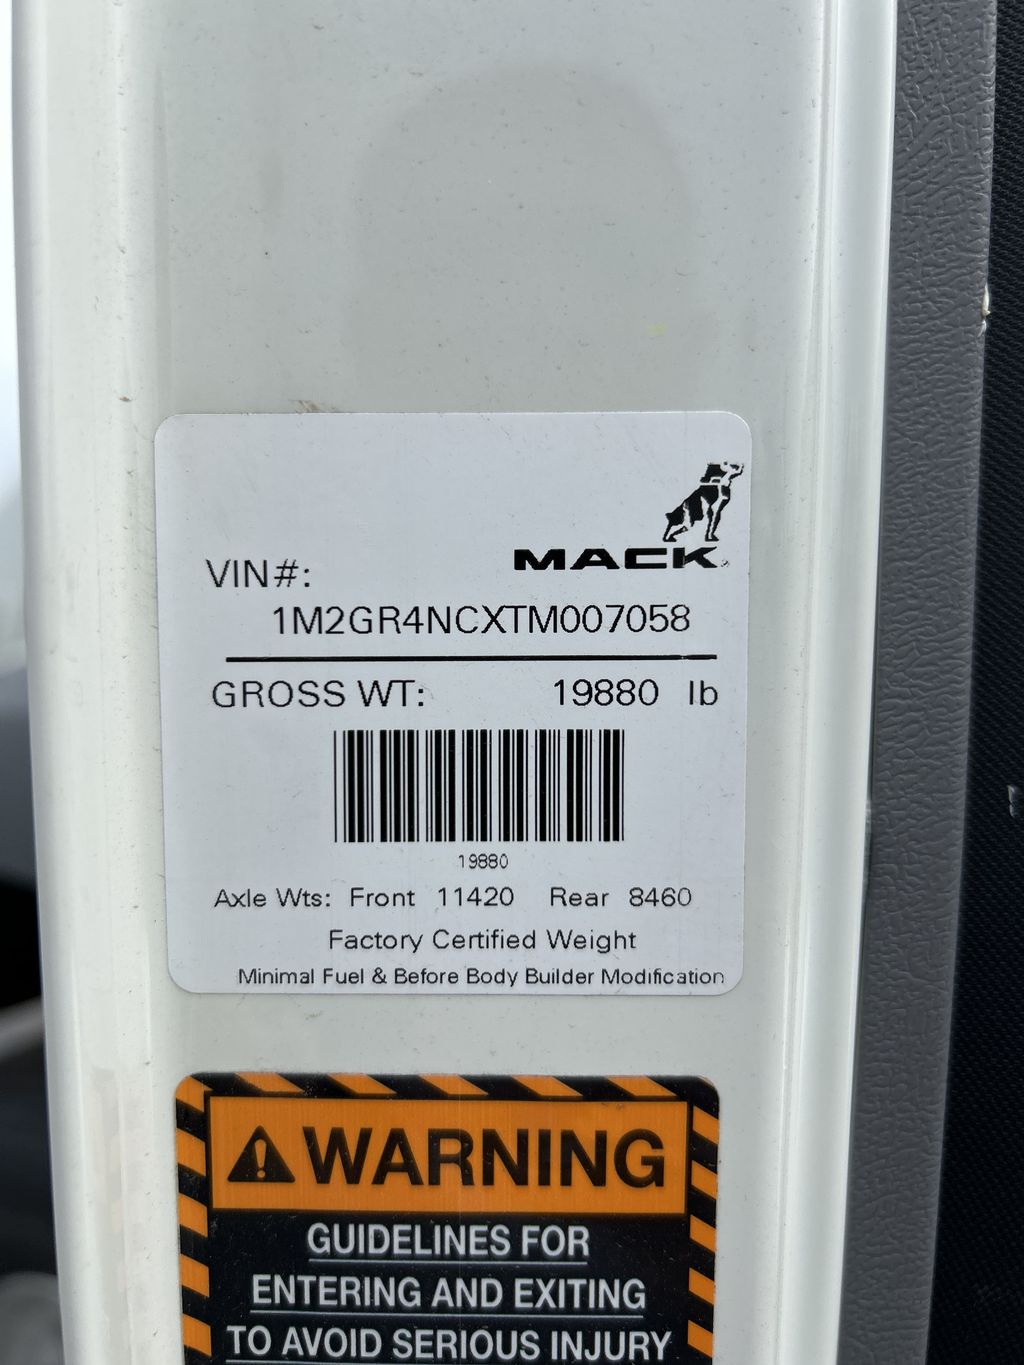 MACK
VIN#:
1M2GR4NCXTM007058
GROSS WT: 19880 lb
19880
Axle Wts: Front 11420 Rear 8460
Factory Certified Weight
Minimal Fuel & Before Body Builder Modification
WARNING
GUIDELINES FOR
ENTERING AND EXITING
TO AVOID SERIOUS INJURY